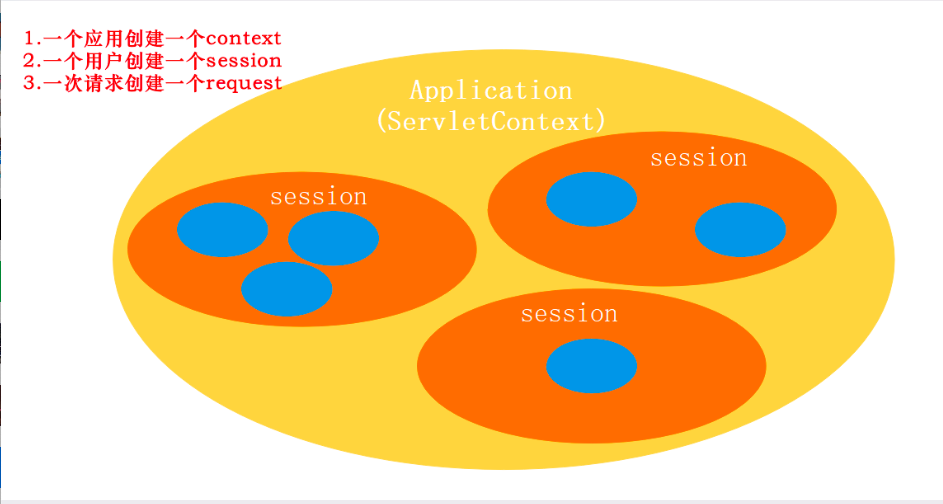 1.一个应用创建一个context
2.一个用户创建一个session
3.一次请求创建一个request
Application
(ServletContext)
session
session
session